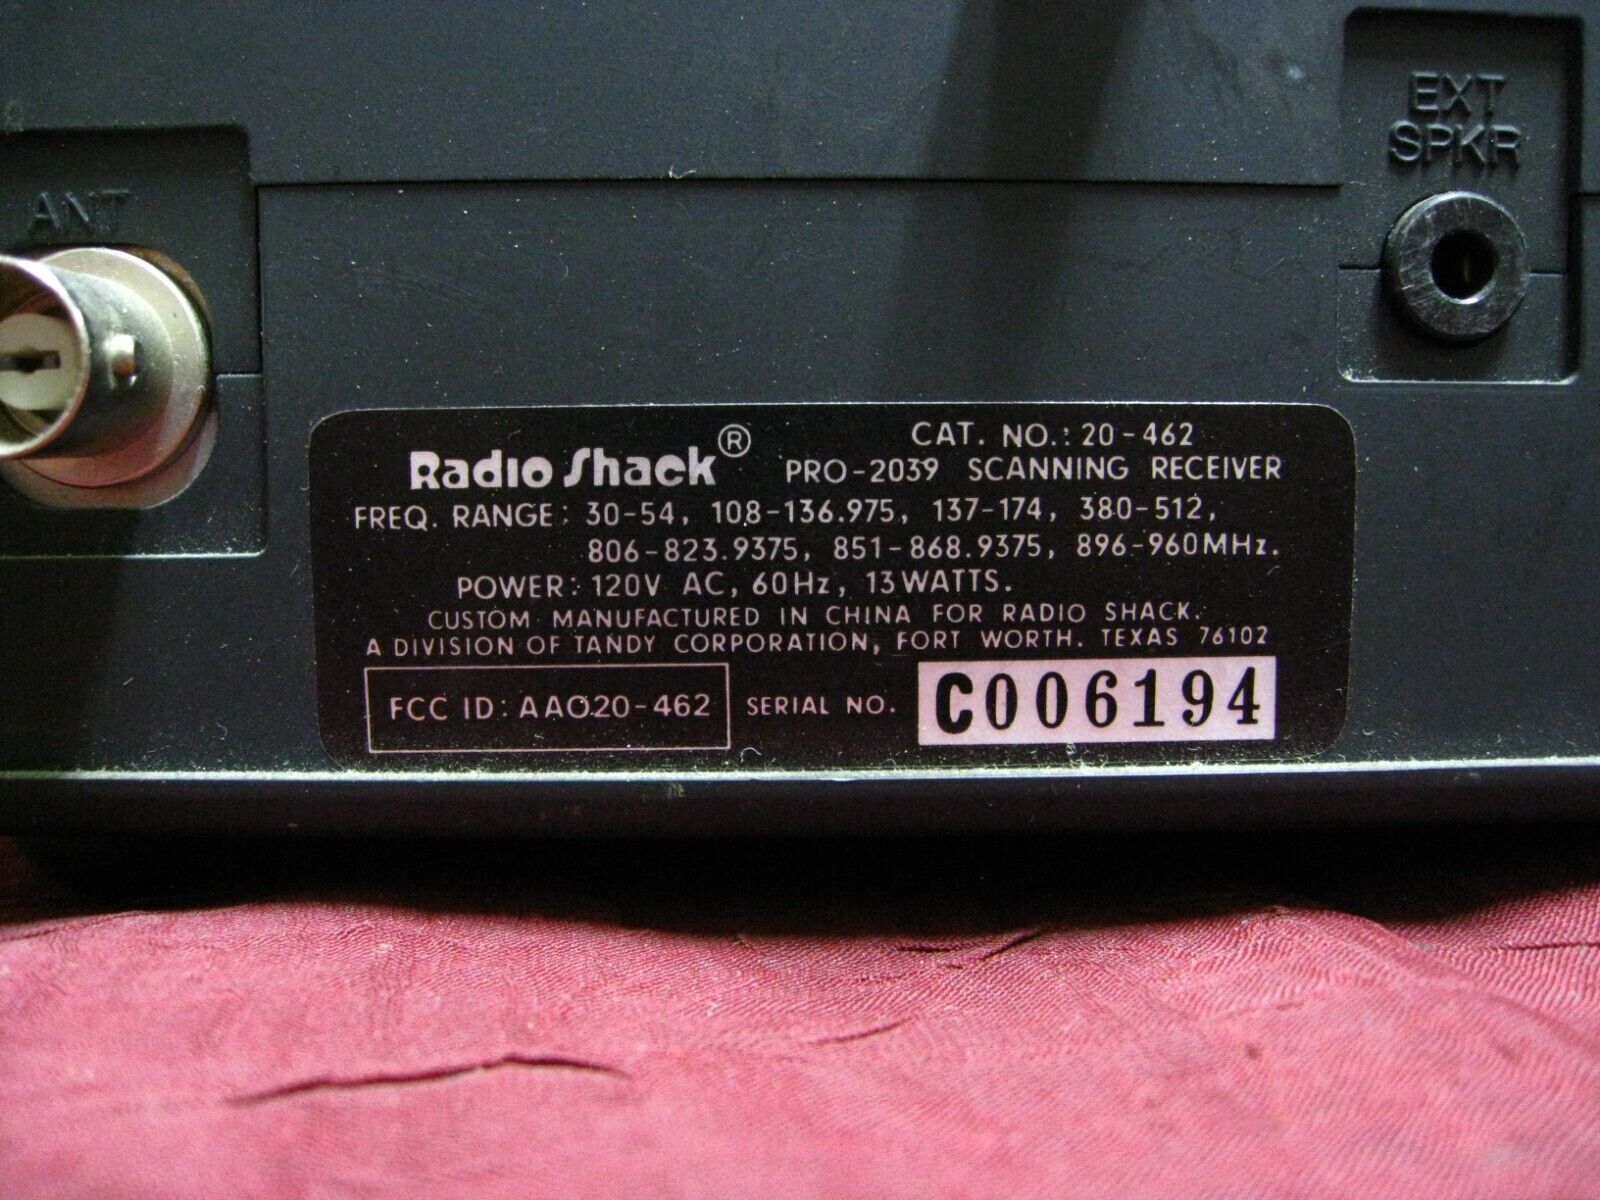 EXT
SPKR
ANT
Radio Shack®
CAT. NO.: 20-462
PRO-2039 SCANNING RECEIVER
FREQ. RANGE: 30-54, 108-136.975, 137-174, 380-512,
806-823.9375, 851-868.9375, 896-960MHz.
POWER: 120V AC, 60Hz, 13WATTS.
CUSTOM MANUFACTURED IN CHINA FOR RADIO SHACK.
A DIVISION OF TANDY CORPORATION, FORT WORTH. TEXAS 76102
FCC ID: AAO20-462
SERIAL NO. C006194